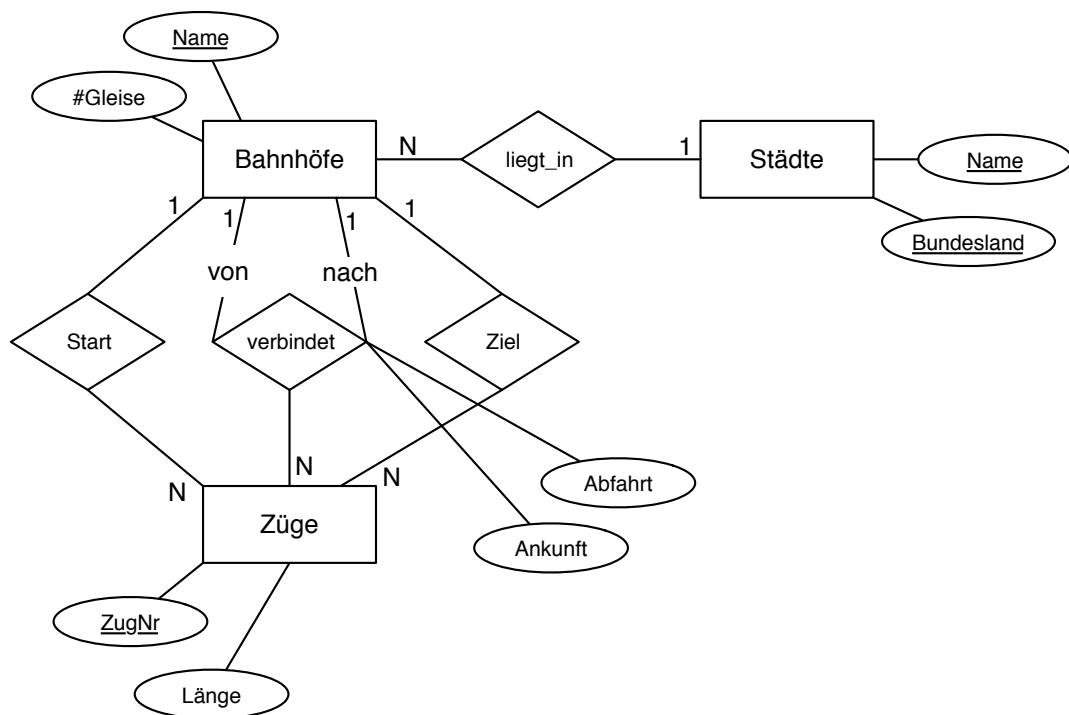 Name
#Gleise
Bahnhöfe
N
liegt_in
1
Städte
Name
Bundesland
1
1
1
1
von
nach
Start
verbindet
Ziel
N
N
N
Abfahrt
Züge
Ankunft
ZugNr
Länge